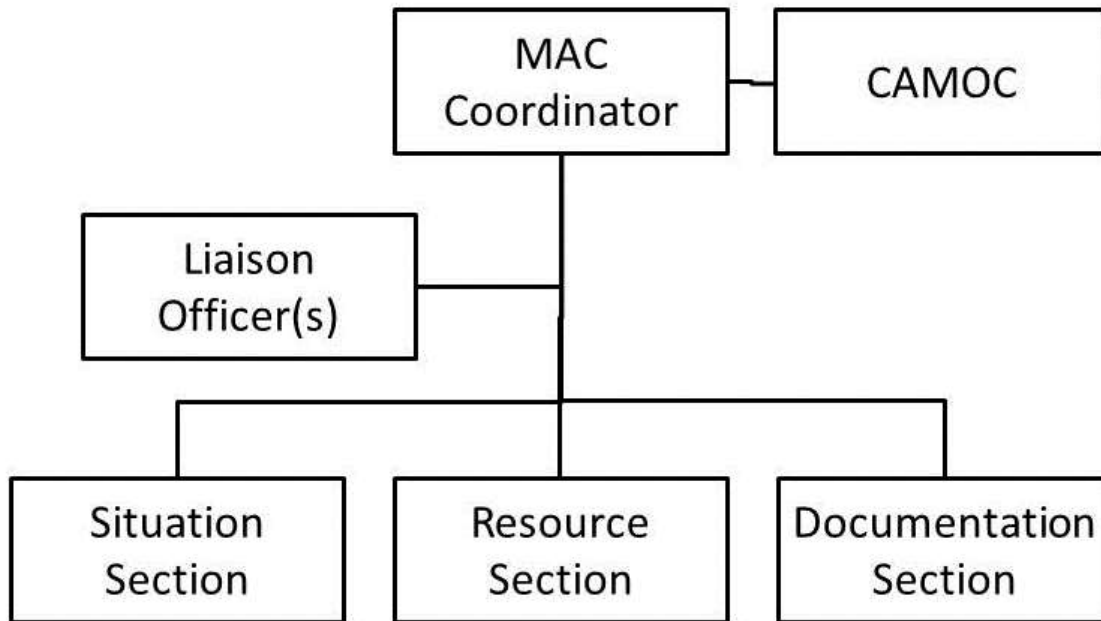 MAC
Coordinator
CAMOC
Liaison
Officer(s)
Situation
Section
Resource
Section
Documentation
Section